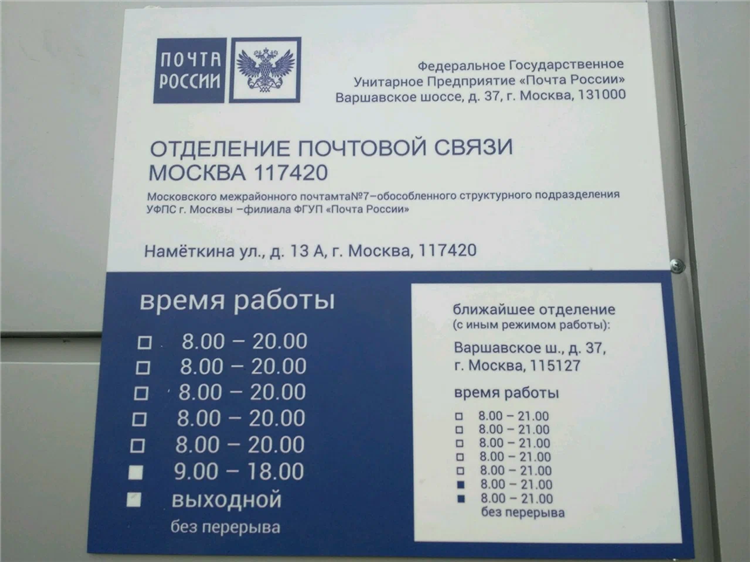 ПОЧТА
РОССИИ
Федеральное Государственное
Унитарное Предприятие «Почта России»
Варшавское шоссе, д. 37, г. Москва, 131000
ОТДЕЛЕНИЕ ПОЧТОВОЙ СВЯЗИ
МОСКВА 117420
Московского межрайонного почтамта№7–обособленного структурного подразделения
УФПС г. Москвы –филиала ФГУП «Почта России»
Намёткина ул., д. 13 А, г. Москва, 117420
время работы
8.00 – 20.00
8.00 – 20.00
8.00 – 20.00
8.00 – 20.00
8.00 – 20.00
9.00 – 18.00
выходной
без перерыва
ближайшее отделение
(с иным режимом работы):
Варшавское ш., д. 37,
г. Москва, 115127
время работы
8.00 – 21.00
8.00 – 21.00
8.00 – 21.00
8.00 – 21.00
8.00 – 21.00
8.00 – 21.00
8.00 – 21.00
без перерыва